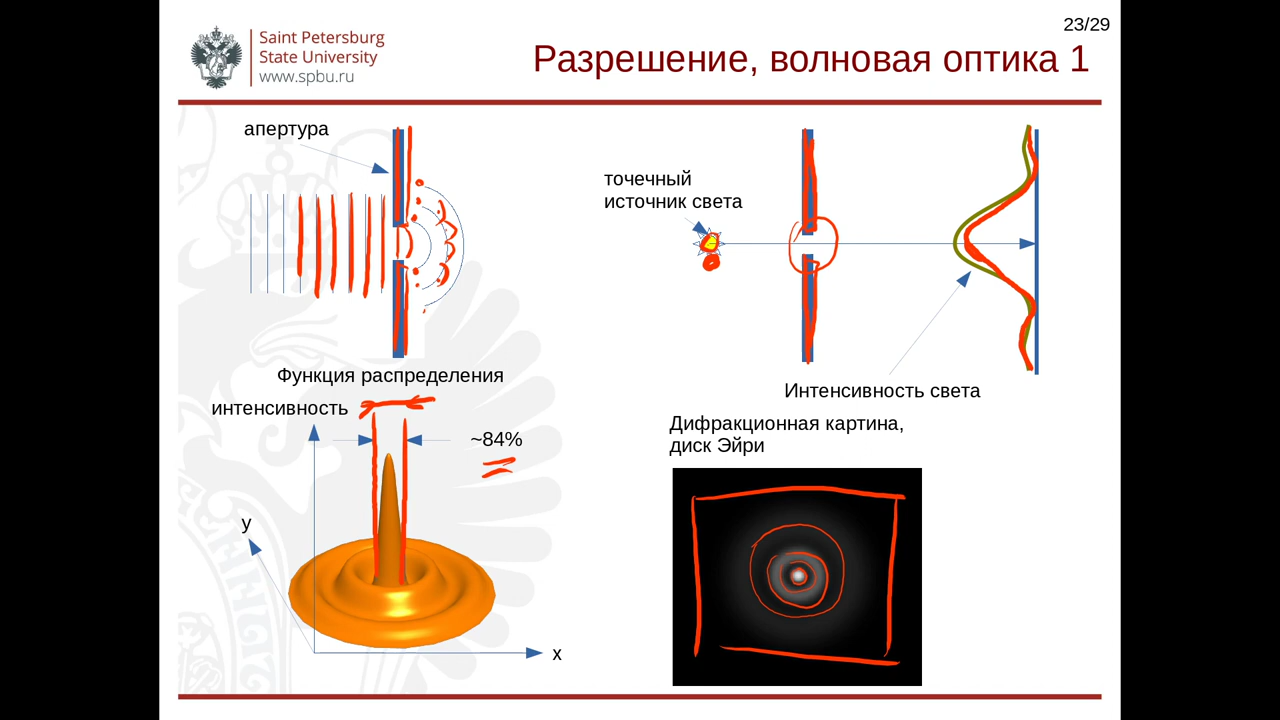 23/29
Saint Petersburg
State University
www.spbu.ru
Разрешение, волновая оптика 1
апертура
точечный
источник света
Функция распределения
интенсивность
~84%
y
x
Интенсивность света
Дифракционная картина,
диск Эйри